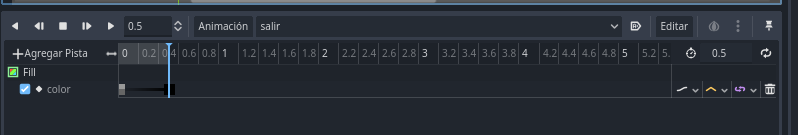 0.5 Animación salir Editar
Agregar Pista 0 0.2 0.4 0.6 0.8 1 1.2 1.4 1.6 1.8 2 2.2 2.4 2.6 2.8 3 3.2 3.4 3.6 3.8 4 4.2 4.4 4.6 4.8 5 5.2 5. 0.5
Fill
color